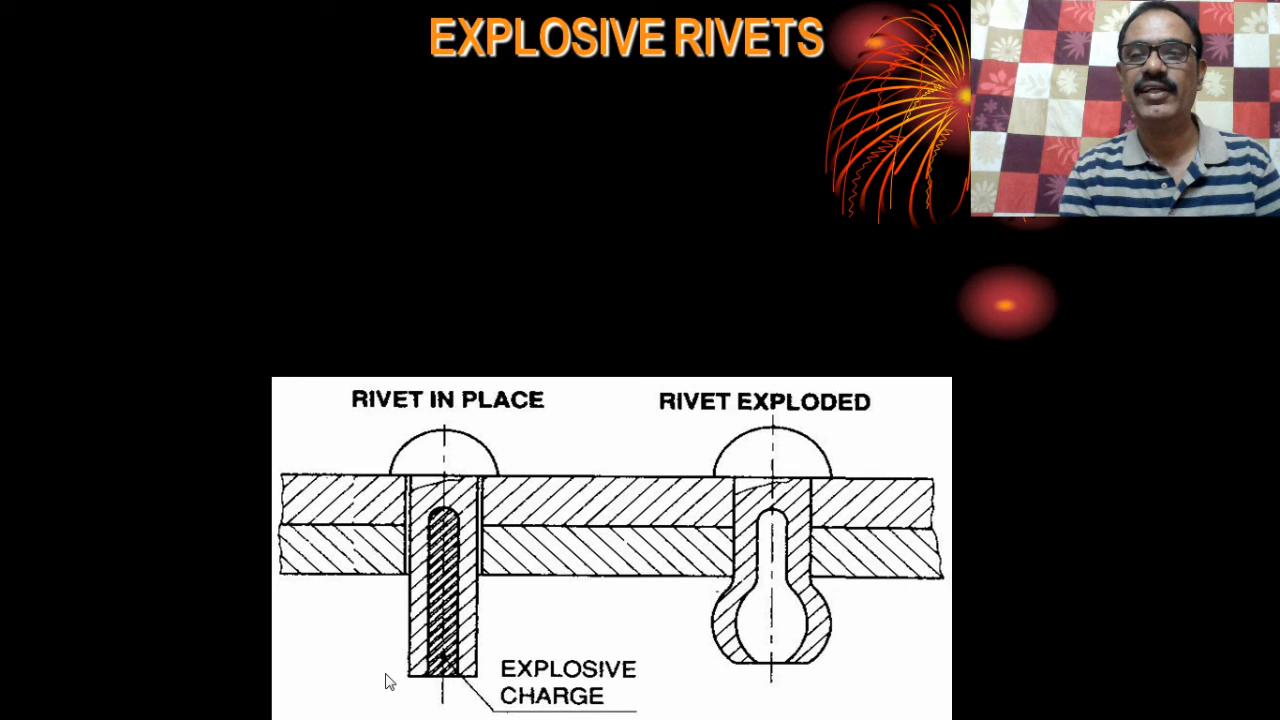 EXPLOSIVE RIVETS
RIVET IN PLACE
RIVET EXPLODED
EXPLOSIVE
CHARGE